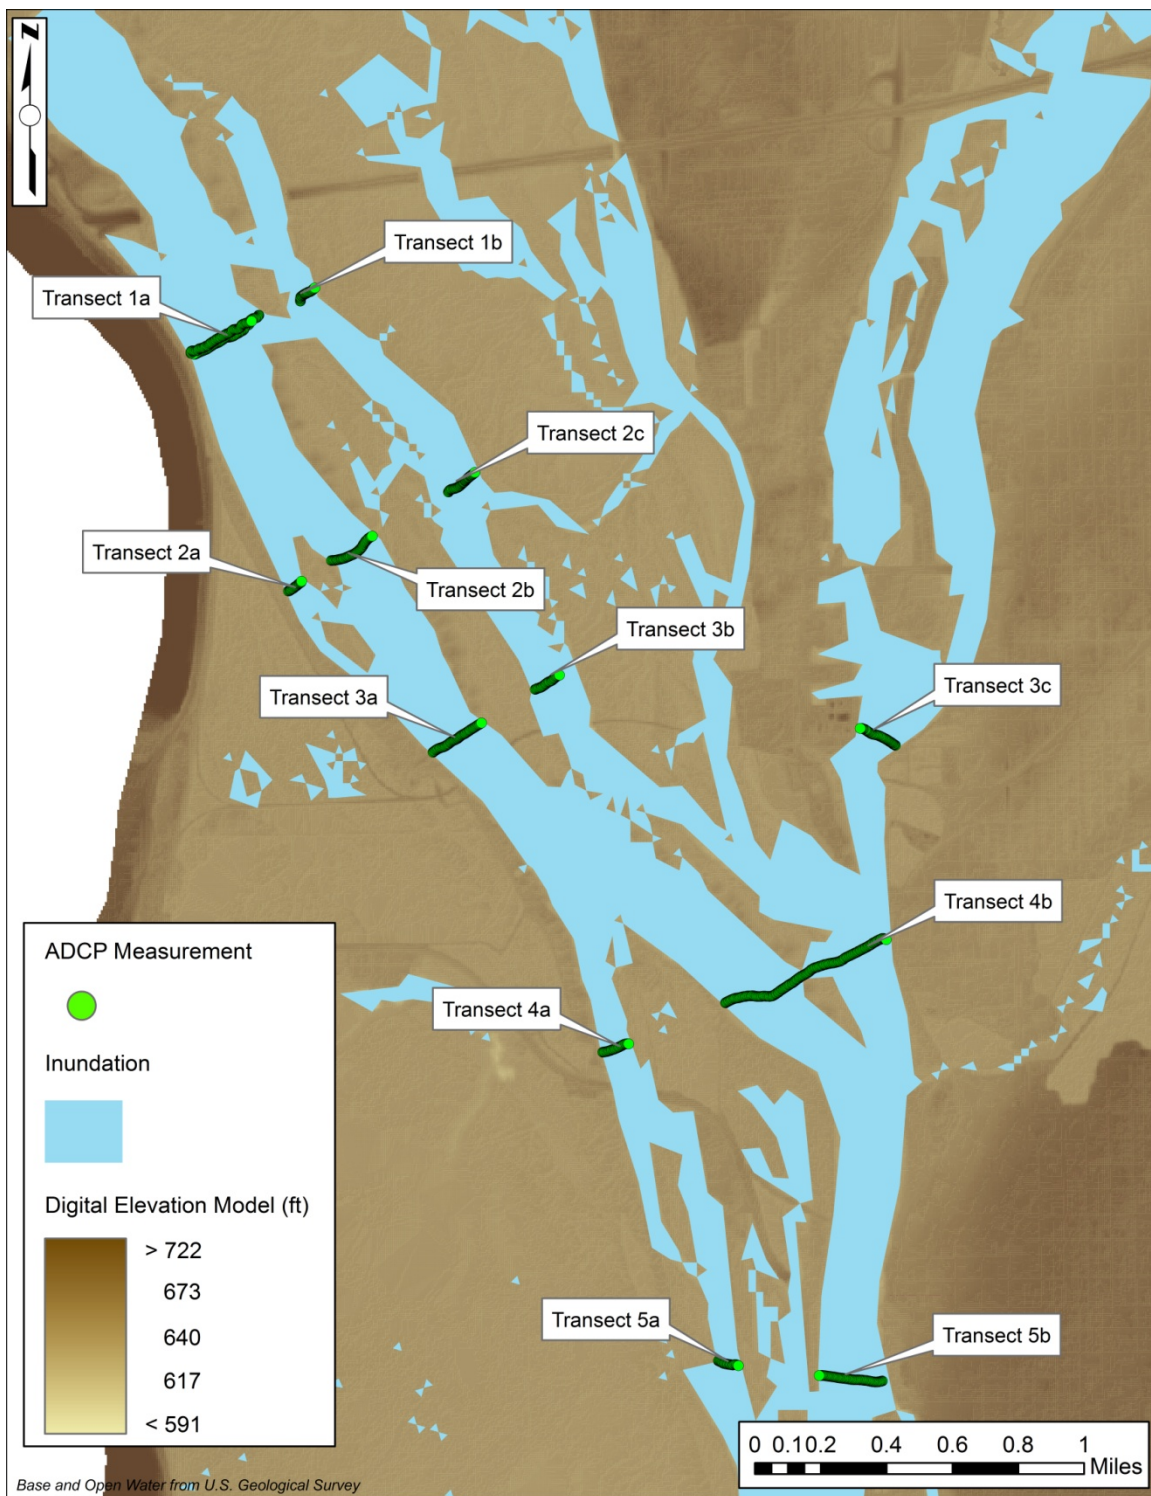 N
Transect 1b
Transect 1a
Transect 2c
Transect 2a
Transect 2b
Transect 3b
Transect 3a
Transect 3c
Transect 4b
Transect 4a
Transect 5a
Transect 5b
ADCP Measurement
Inundation
Digital Elevation Model (ft)
> 722
673
640
617
< 591
0 0.10.2 0.4 0.6 0.8 1
Miles
Base and Open Water from U.S. Geological Survey